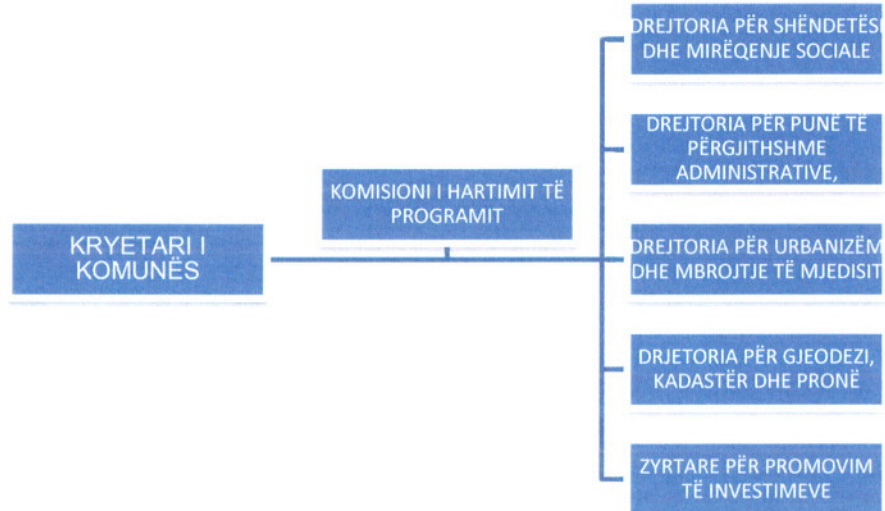 KRYETARI I
KOMUNËS
KOMISIONI I HARTIMIT TË
PROGRAMIT
DREJTORIA PËR SHËNDETËSI
DHE MIRËQENJE SOCIALE
DREJTORIA PËR PUNË TË
PËRGJITHSHME
ADMINISTRATIVE,
DREJTORIA PËR URBANIZËM
DHE MBROJTJE TË MJEDISIT
DRJETORIA PËR GJEODEZI,
KADASTËR DHE PRONË
ZYRTARE PËR PROMOVIM
TË INVESTIMEVE